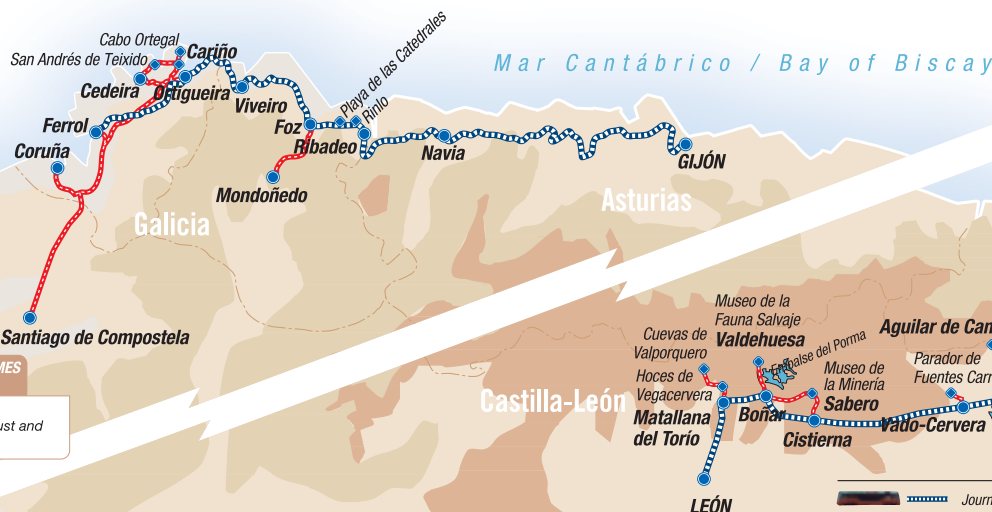 Cabo Ortegal
San Andrés de Teixido
Cariño
Cedeira
Ortigueira
Viveiro
Playa de las Catedrales
Rinlo
Mar Cantábrico / Bay of Biscay
Ferrol
Foz
Ribadeo
Navia
GIJÓN
Coruña
Mondoñedo
Galicia
Asturias
Santiago de Compostela
MES
ust and
Museo de la
Fauna Salvaje
Valdehuesa
Cuevas de
Valporquero
Embalse del Porma
Aguilar de Cam
Hoces de
Vegacervera
Museo de
la Minería
Sabero
Parador de
Fuentes Carr
Castilla-León
Matallana
del Torío
Boñar
Cistierna
Vado-Cervera
LEÓN
Journ